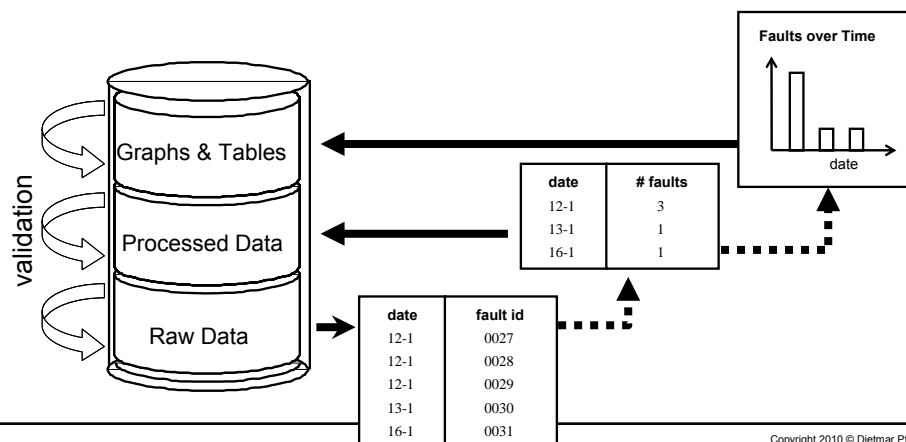 Faults over Time
date
Graphs & Tables
validation
Processed Data
Raw Data
date # faults
12-1 3
13-1 1
16-1 1
date fault id
12-1 0027
12-1 0028
12-1 0029
13-1 0030
16-1 0031
Copyright 2010 © Dietmar